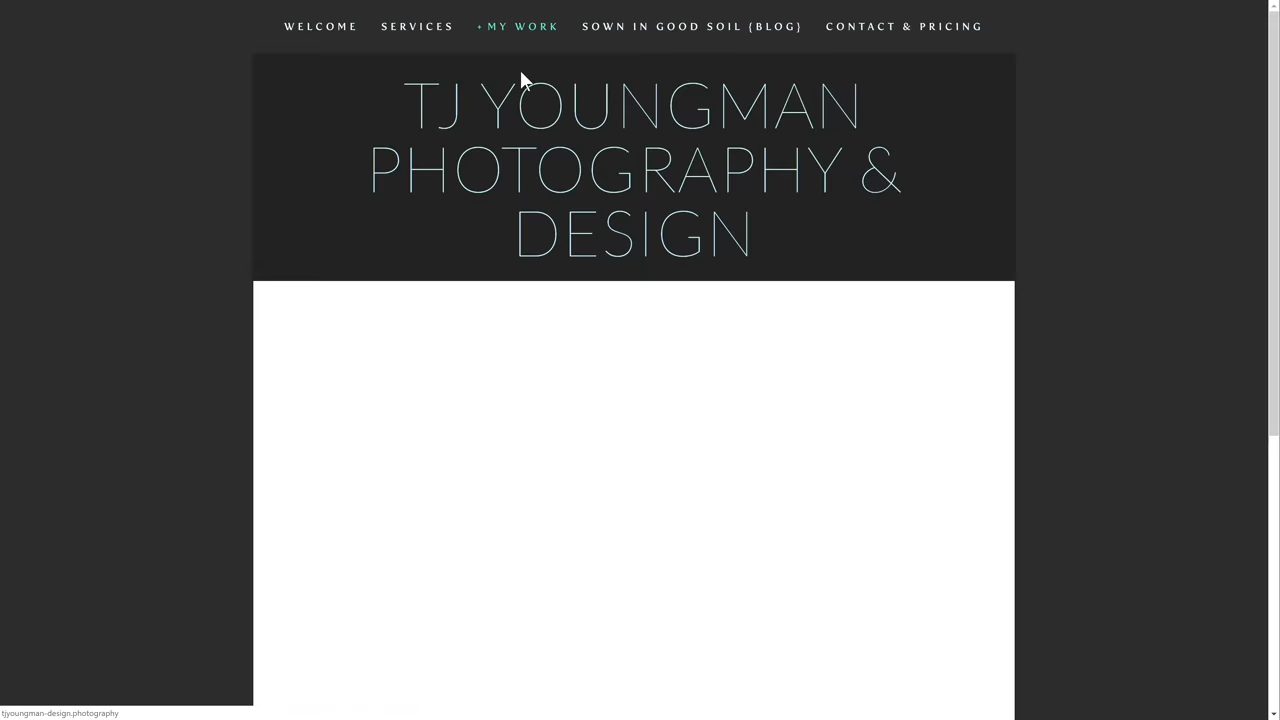 WELCOME SERVICES +MY WORK SOWN IN GOOD SOIL {BLOG} CONTACT & PRICING
TJ YOUNGMAN
PHOTOGRAPHY &
DESIGN
tjyoungman-design.photography